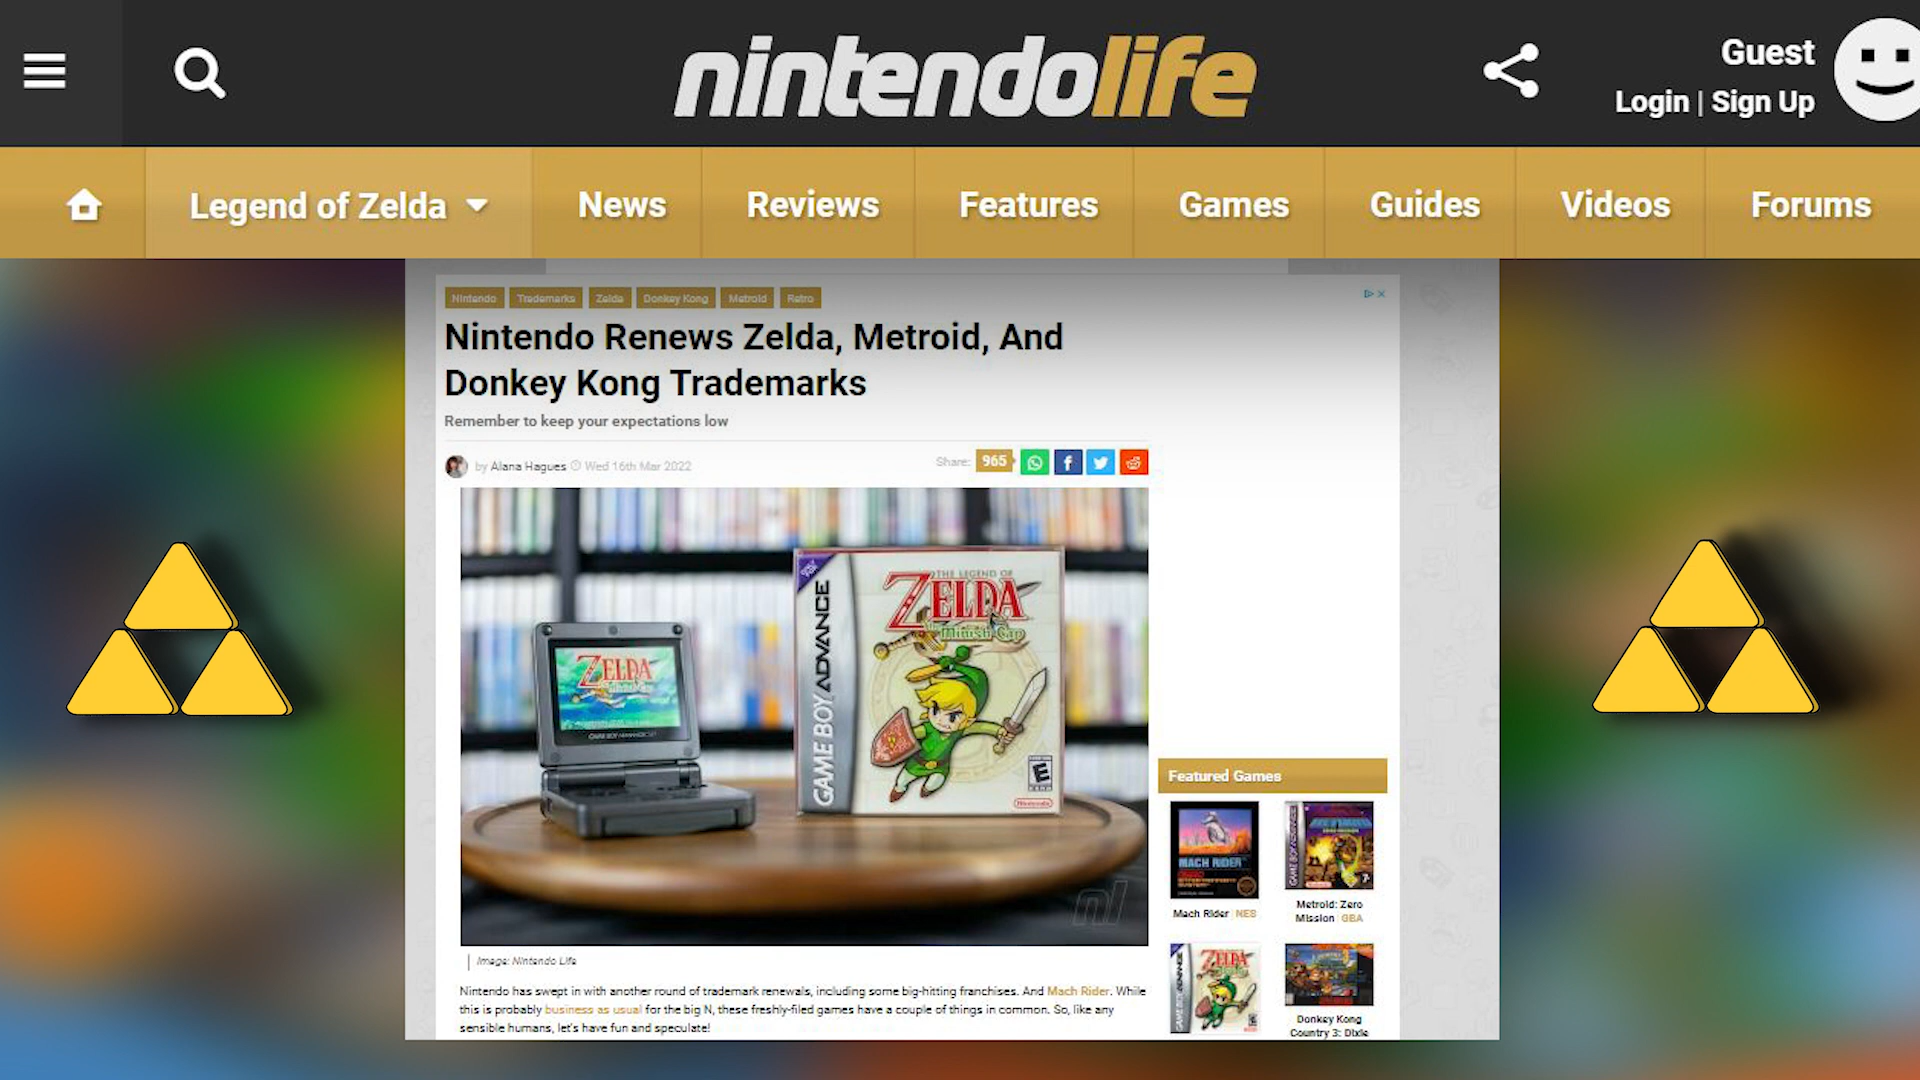 nintendolife
Guest
Login | Sign Up
Legend of Zelda
News
Reviews
Features
Games
Guides
Videos
Forums
Nintendo
Trademarks
Zelda
Donkey Kong
Metroid
Retro
Nintendo Renews Zelda, Metroid, And
Donkey Kong Trademarks
Remember to keep your expectations low
by Alana Hagues Wed 16th Mar 2022
Share: 965
THE LEGEND OF
ZELDA
The Minish Cap
GAME BOY ADVANCE
E
Nintendo
ZELDA
nl
Image: Nintendo Life
Nintendo has swept in with another round of trademark renewals, including some big-hitting franchises. And Mach Rider. While
this is probably business as usual for the big N, these freshly-filed games have a couple of things in common. So, like any
sensible humans, let's have fun and speculate!
Featured Games
MACH RIDER
Mach Rider NES
Metroid: Zero
Mission GBA
ZELDA
Donkey Kong
Country 3: Dixie